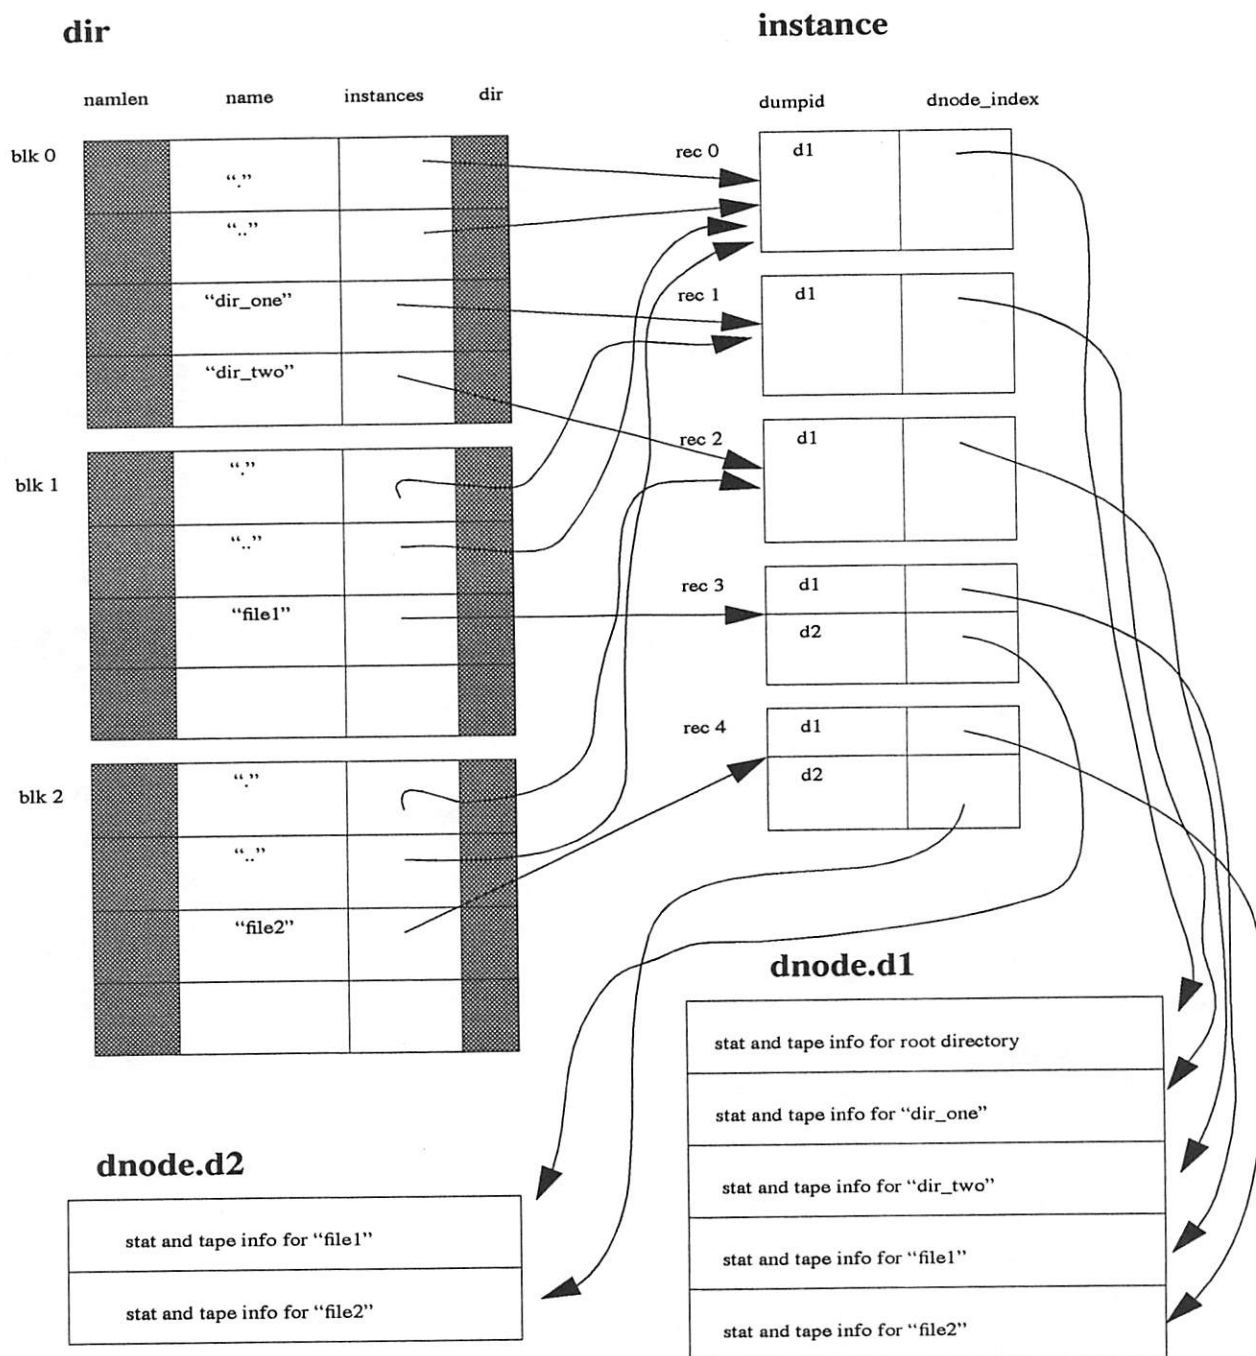 dir
namlen name instances dir
blk 0
“.”
“..”
“dir_one”
“dir_two”
blk 1
“.”
“..”
“file1”
blk 2
“.”
“..”
“file2”
instance
dumpid dnode_index
rec 0 d1
rec 1 d1
rec 2 d1
rec 3 d1
d2
rec 4 d1
d2
dnode.d1
stat and tape info for root directory
stat and tape info for “dir_one”
stat and tape info for “dir_two”
stat and tape info for “file1”
stat and tape info for “file2”
dnode.d2
stat and tape info for “file1”
stat and tape info for “file2”